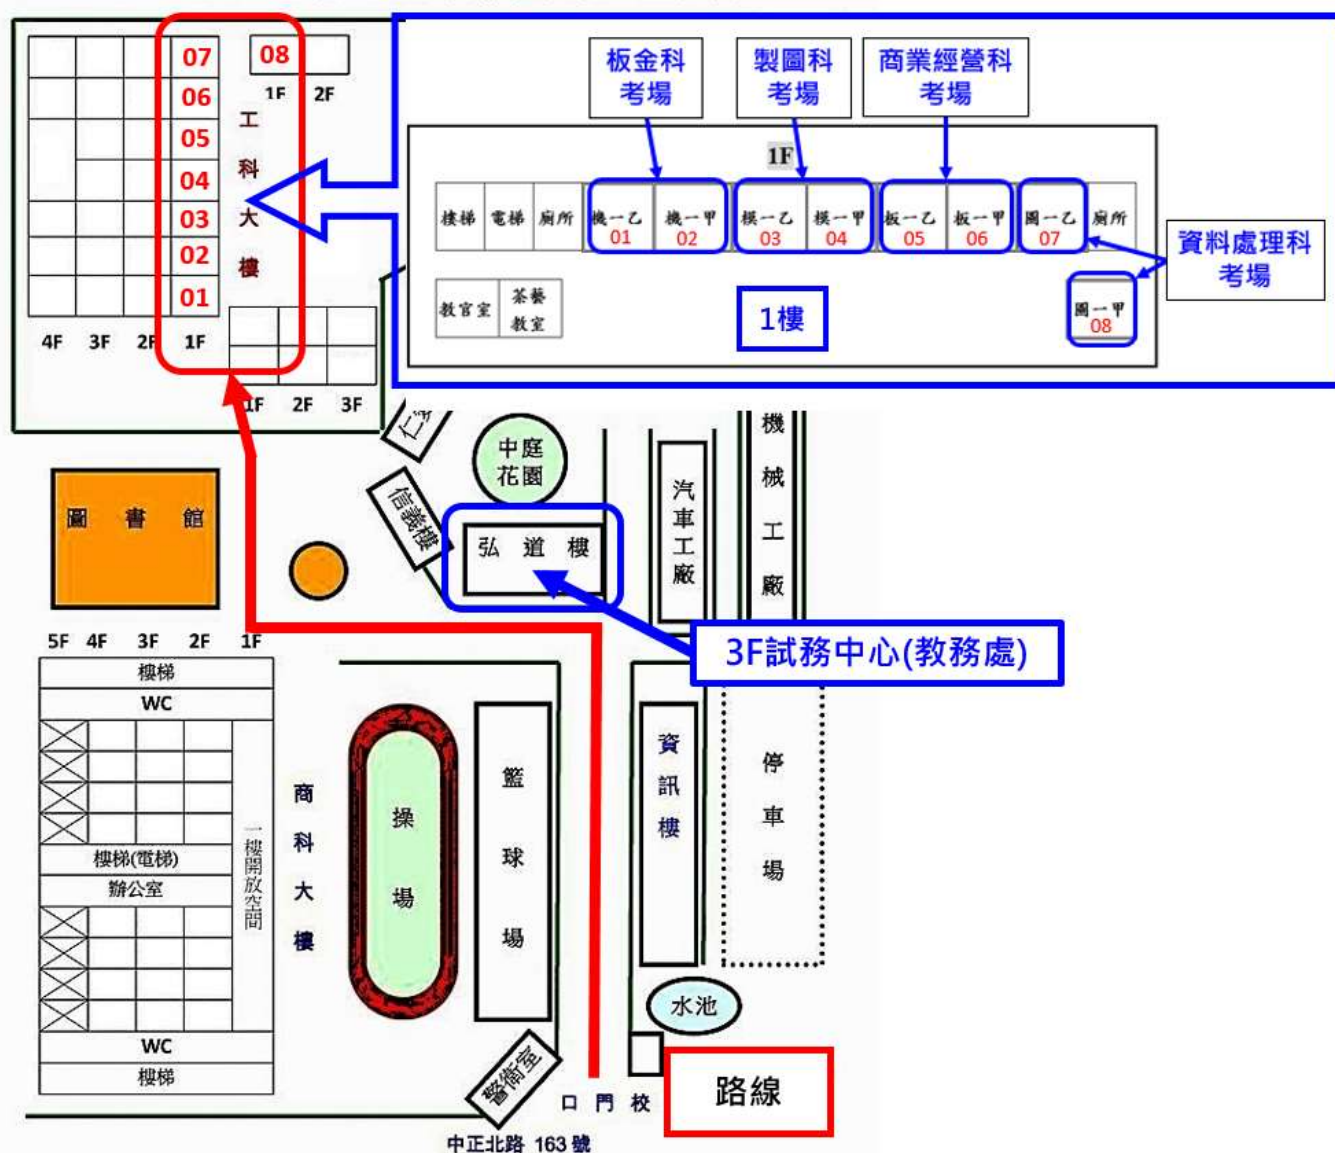 07
06
05
04
03
02
01
4F 3F 2F 1F
08
1F 2F
工科大樓
1F 2F 3F
板金科
考場
製圖科
考場
商業經營科
考場
1F
樓梯
電梯
廁所
機一乙
01
機一甲
02
模一乙
03
模一甲
04
板一乙
05
板一甲
06
圖一乙
07
廁所
資料處理科
考場
教官室
茶藝
教室
1樓
圖一甲
08
中庭
花園
信義樓
弘道樓
汽車工廠
機械工廠
圖書館
3F試務中心(教務處)
5F 4F 3F 2F 1F
樓梯
WC
樓梯(電梯)
辦公室
WC
樓梯
一樓開放空間
商科大樓
操場
籃球場
資訊樓
停車場
水池
警衛室
口門校
路線
中正北路 163 號